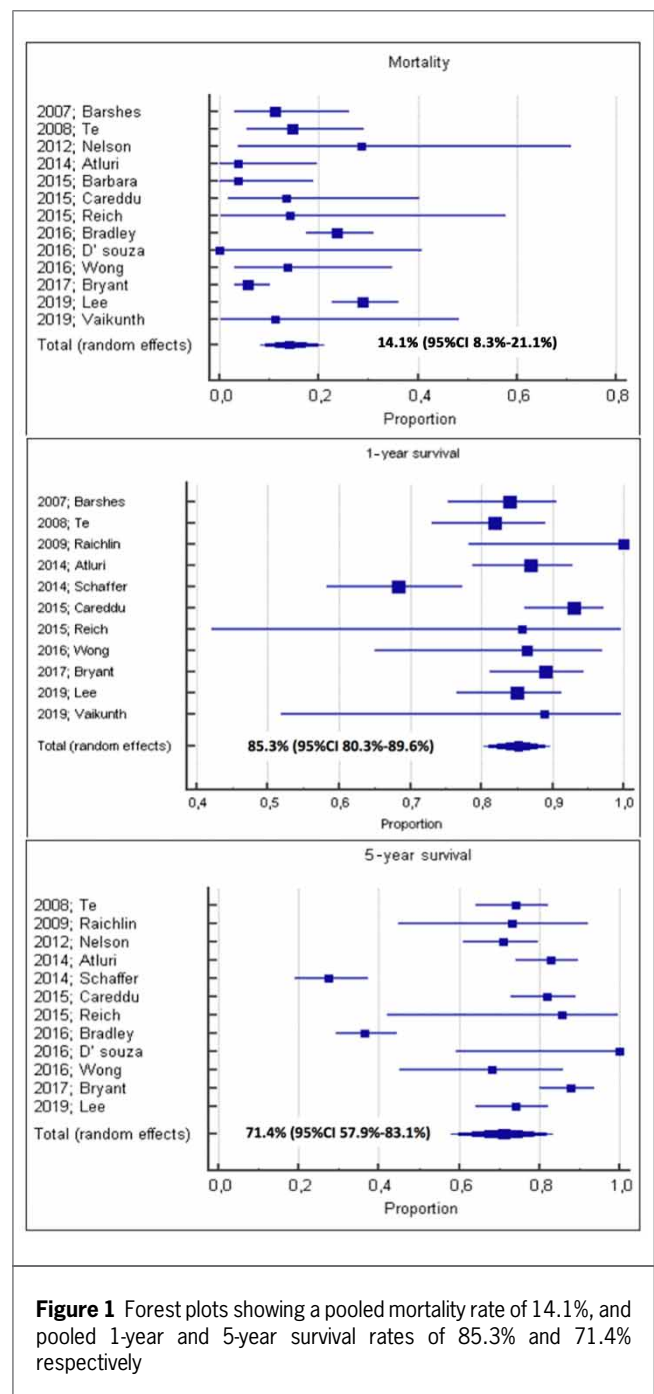 Mortality
2007; Barshes
2008; Te
2012; Nelson
2014; Atluri
2015; Barbara
2015; Careddu
2015; Reich
2016; Bradley
2016; D' souza
2016; Wong
2017; Bryant
2019; Lee
2019; Vaikunth
Total (random effects)
14.1% (95%CI 8.3%-21.1%)
0,0 0,2 0,4 0,6 0,8
Proportion
1-year survival
2007; Barshes
2008; Te
2009; Raichlin
2014; Atluri
2014; Schaffer
2015; Careddu
2015; Reich
2016; Wong
2017; Bryant
2019; Lee
2019; Vaikunth
Total (random effects)
85.3% (95%CI 80.3%-89.6%)
0,4 0,5 0,6 0,7 0,8 0,9 1,0
Proportion
5-year survival
2008; Te
2009; Raichlin
2012; Nelson
2014; Atluri
2014; Schaffer
2015; Careddu
2015; Reich
2016; Bradley
2016; D' souza
2016; Wong
2017; Bryant
2019; Lee
Total (random effects)
71.4% (95%CI 57.9%-83.1%)
0,0 0,2 0,4 0,6 0,8 1,0
Proportion
Figure 1 Forest plots showing a pooled mortality rate of 14.1%, and
pooled 1-year and 5-year survival rates of 85.3% and 71.4%
respectively